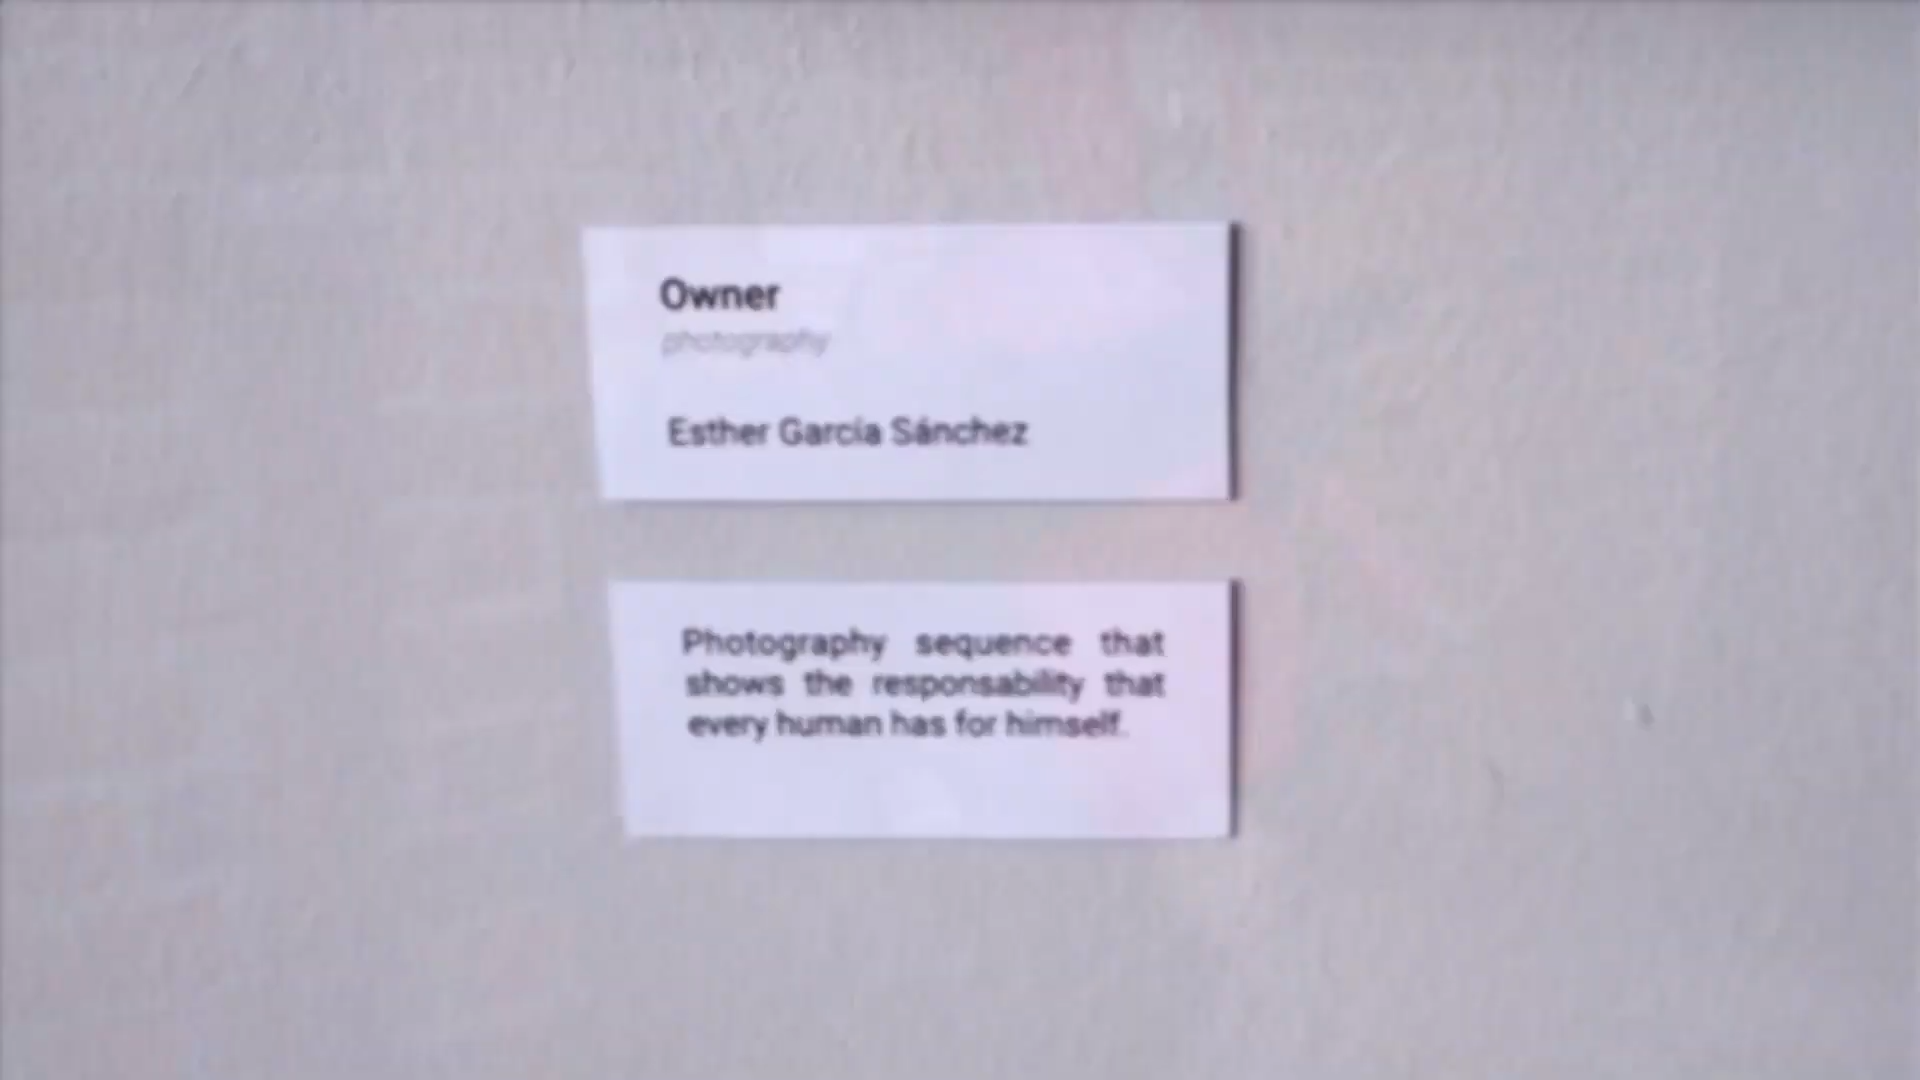 Owner
photography
Esther García Sánchez
Photography sequence that
shows the responsability that
every human has for himself.